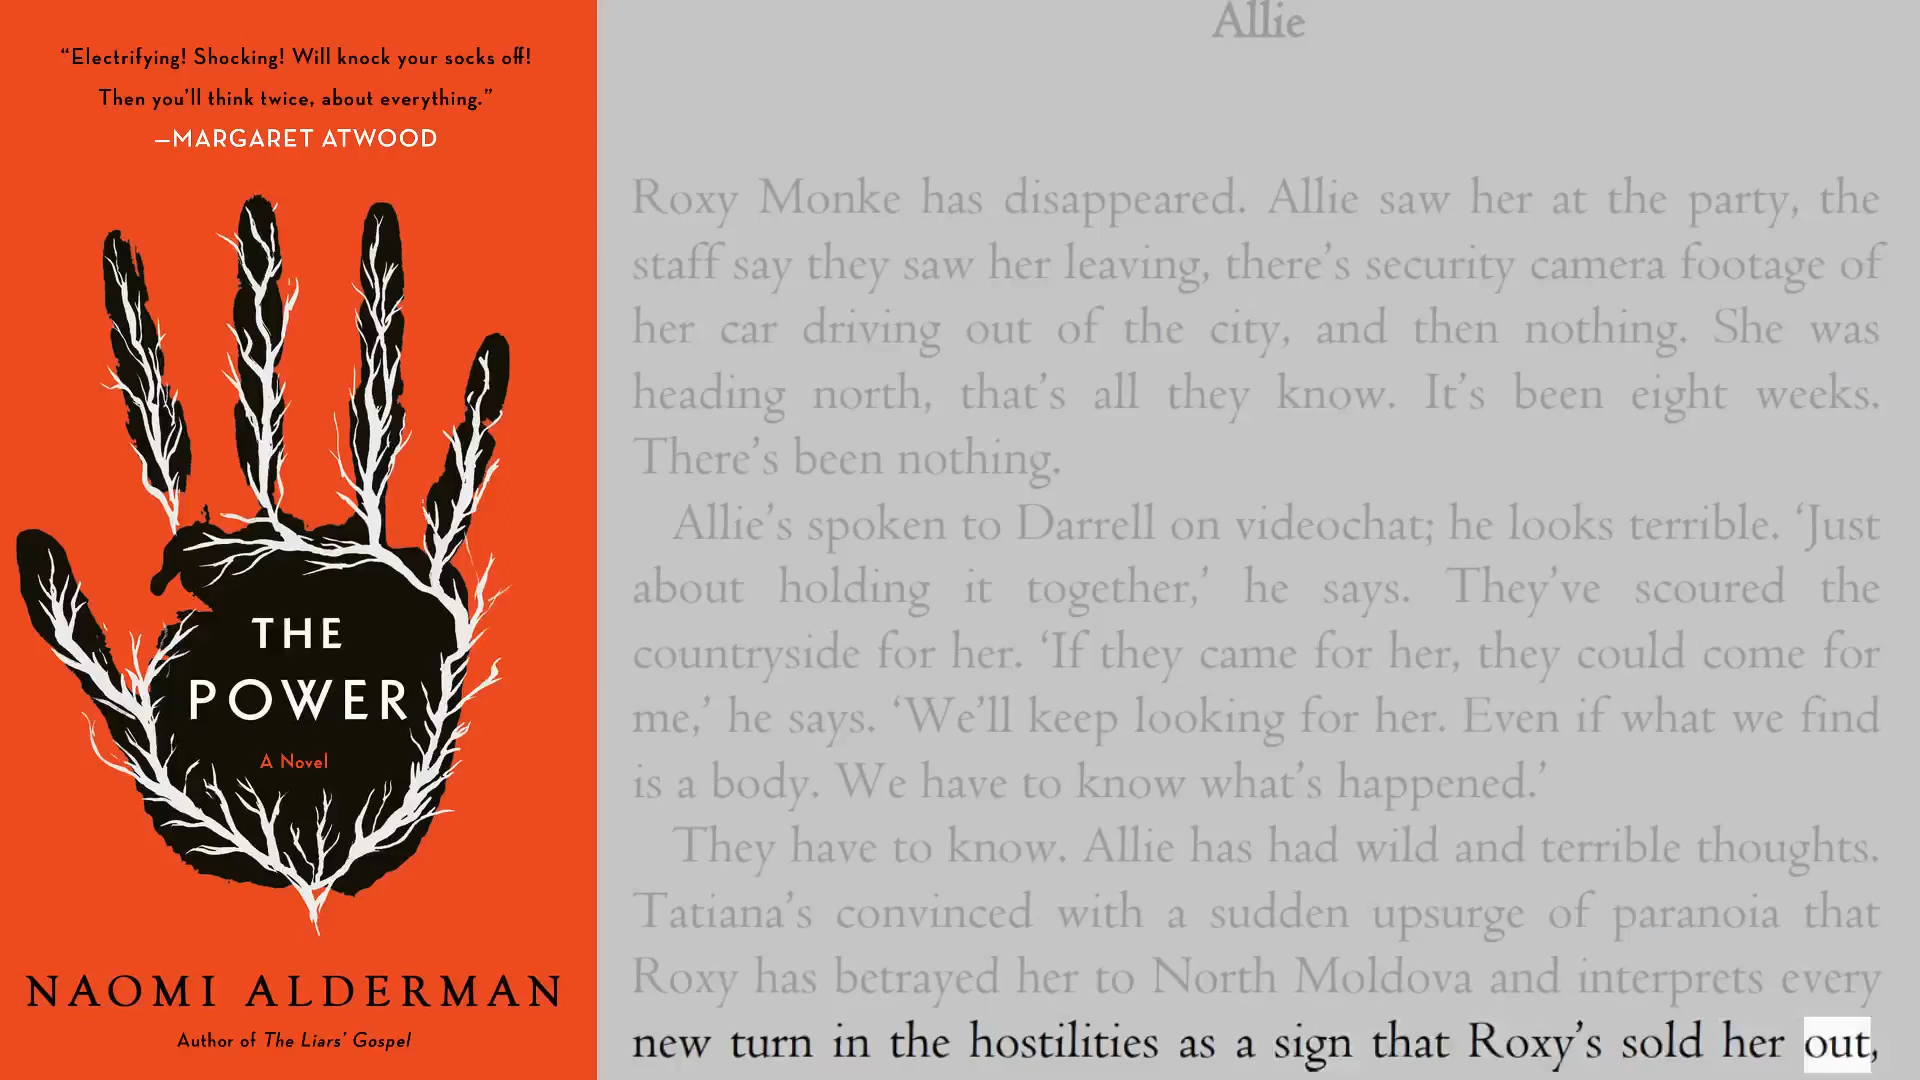 “Electrifying! Shocking! Will knock your socks off!
Then you’ll think twice, about everything.”
—MARGARET ATWOOD
THE
POWER
A Novel
NAOMI ALDERMAN
Author of The Liars’ Gospel
Allie
Roxy Monke has disappeared. Allie saw her at the party, the
staff say they saw her leaving, there’s security camera footage of
her car driving out of the city, and then nothing. She was
heading north, that’s all they know. It’s been eight weeks.
There’s been nothing.
Allie’s spoken to Darrell on videochat; he looks terrible. ‘Just
about holding it together,’ he says. They’ve scoured the
countryside for her. ‘If they came for her, they could come for
me,’ he says. ‘We’ll keep looking for her. Even if what we find
is a body. We have to know what’s happened.’
They have to know. Allie has had wild and terrible thoughts.
Tatiana’s convinced with a sudden upsurge of paranoia that
Roxy has betrayed her to North Moldova and interprets every
new turn in the hostilities as a sign that Roxy’s sold her out,